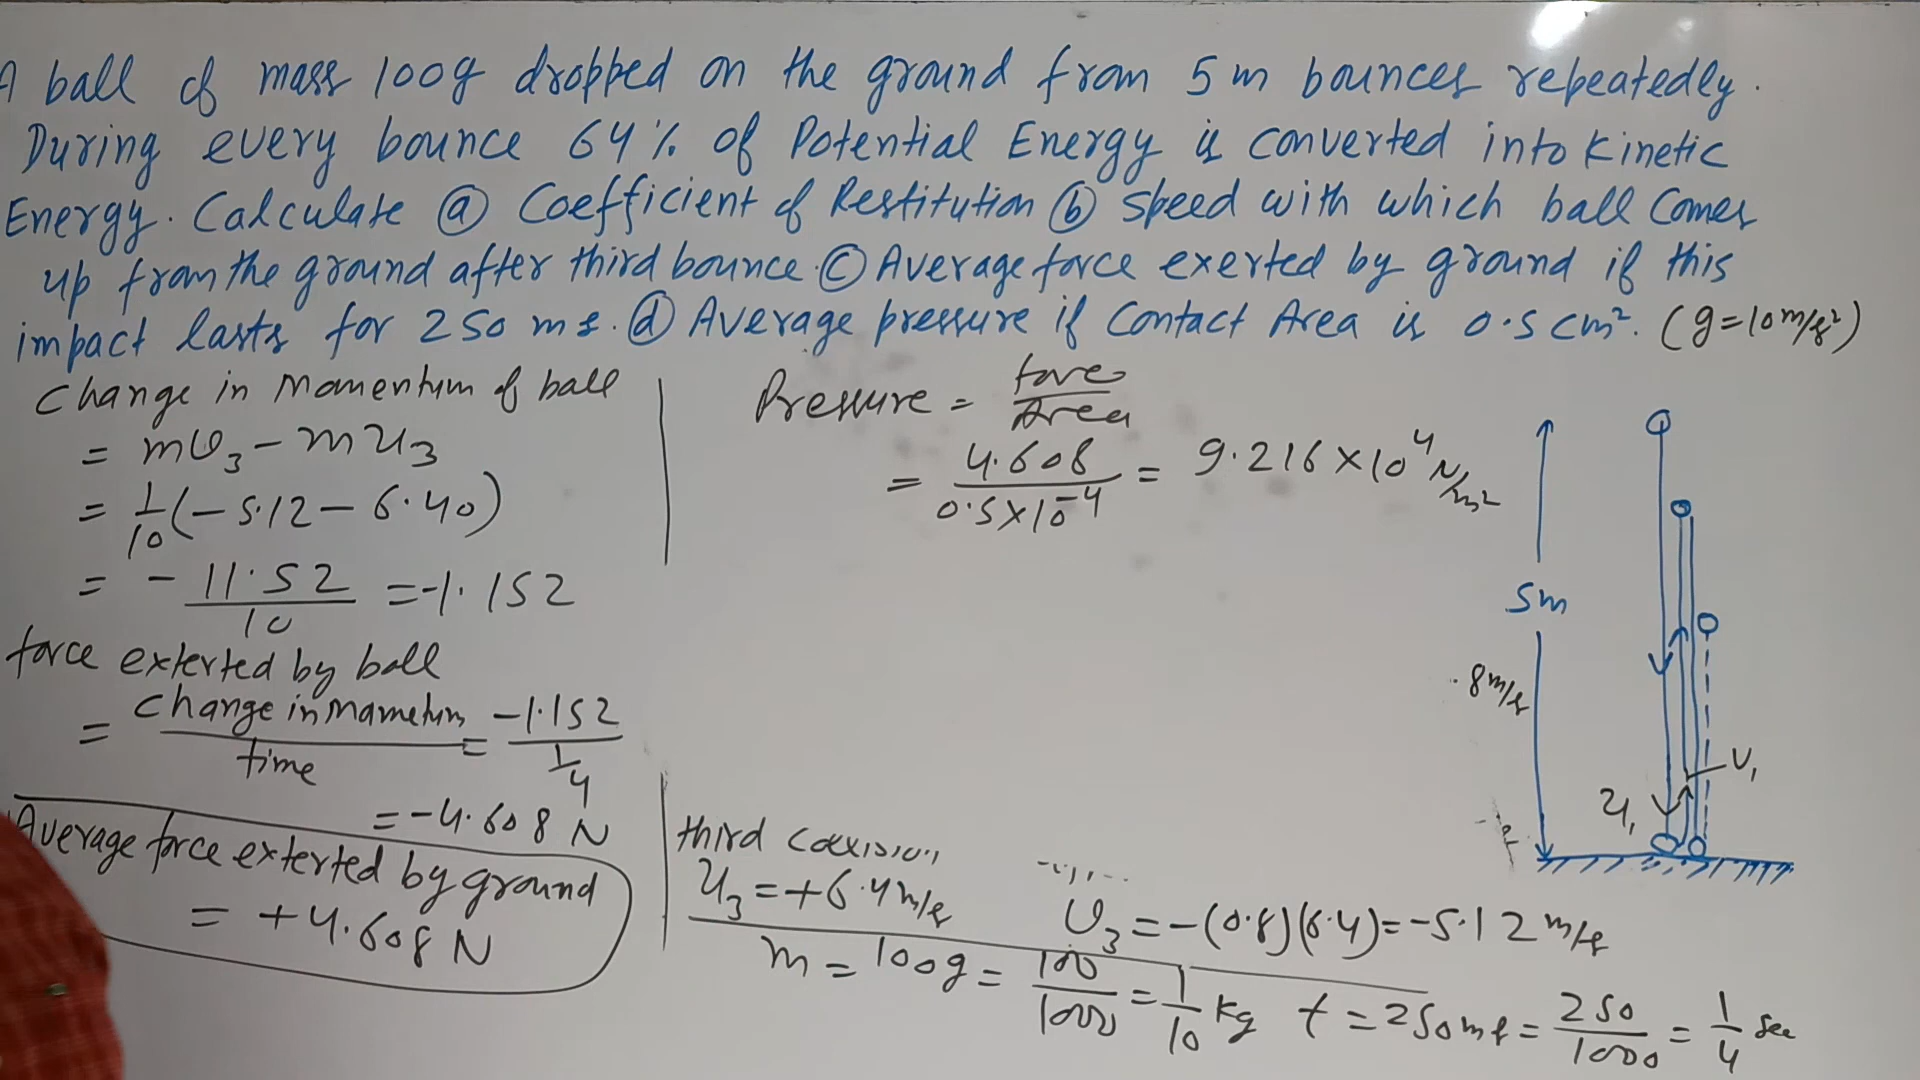 A ball of mass 100g dropped on the ground from 5 m bounces repeatedly.
During every bounce 64% of Potential Energy is converted into Kinetic
Energy. Calculate ⓐ Coefficient of Restitution ⓑ speed with which ball Comes
up from the ground after third bounce. ⓒ Average force exerted by ground if this
impact lasts for 250 ms. ⓓ Average pressure if Contact Area is 0.5 cm². (g=10m/s²)
Change in Momentum of ball
= mv₃ - mu₃
= 1/10 (-5.12 - 6.40)
= - 11.52/10 = -1.152
force exterted by ball
= Change in mametum/time = -1.152/(1/4)
= -4.608 N
Average force exterted by ground
= +4.608 N
Pressure = force/Area
= 4.608/0.5×10⁻⁴ = 9.216×10⁴ N/m²
5m
.8m/s
u₁
v₁
third collision
u₃ = +6.4m/s
v₃ = -(0.8)(6.4) = -5.12 m/s
m = 100g = 100/1000 = 1/10 kg
t = 250ms = 250/1000 = 1/4 sec